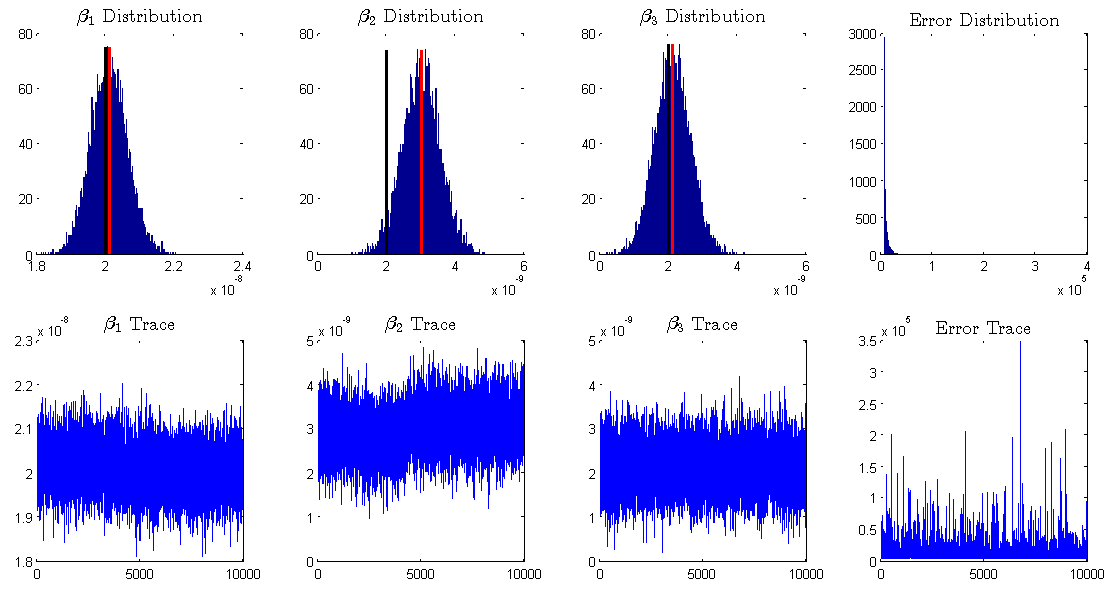 β₁ Distribution
80
60
40
20
0
1.8 2 2.2 2.4
x 10⁻⁸
β₂ Distribution
80
60
40
20
0
0 2 4 6
x 10⁻⁹
β₃ Distribution
80
60
40
20
0
0 2 4 6
x 10⁻⁹
Error Distribution
3000
2500
2000
1500
1000
500
0
0 1 2 3 4
x 10⁵
x 10⁻⁸ β₁ Trace
2.3
2.2
2.1
2
1.9
1.8
0 5000 10000
x 10⁻⁹ β₂ Trace
5
4
3
2
1
0
0 5000 10000
x 10⁻⁹ β₃ Trace
5
4
3
2
1
0
0 5000 10000
x 10⁵ Error Trace
3.5
3
2.5
2
1.5
1
0.5
0
0 5000 10000